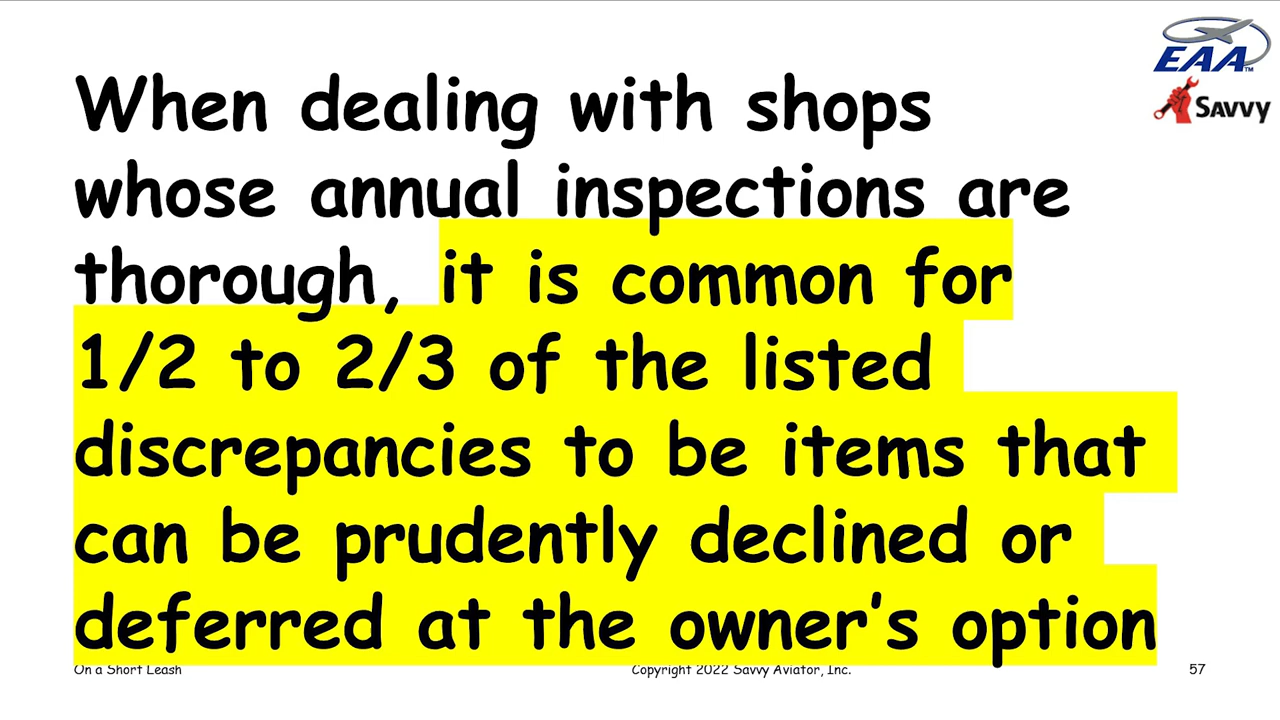 EAA™
Savvy
When dealing with shops
whose annual inspections are
thorough, it is common for
1/2 to 2/3 of the listed
discrepancies to be items that
can be prudently declined or
deferred at the owner’s option
On a Short Leash
Copyright 2022 Savvy Aviator, Inc.
57